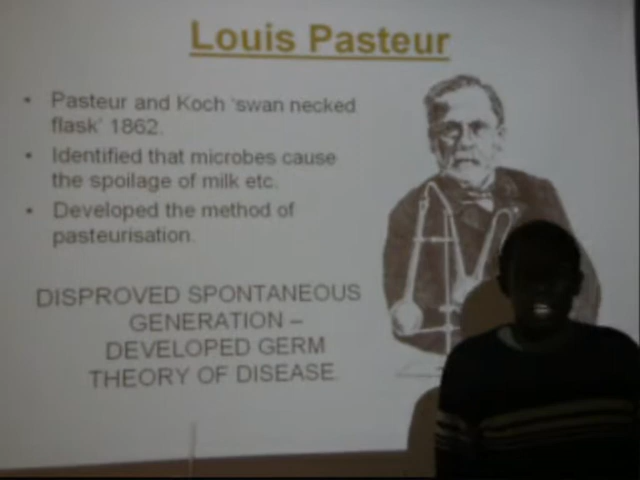 Louis Pasteur
• Pasteur and Koch 'swan necked
flask' 1862.
• Identified that microbes cause
the spoilage of milk etc.
• Developed the method of
pasteurisation.
DISPROVED SPONTANEOUS
GENERATION –
DEVELOPED GERM
THEORY OF DISEASE.